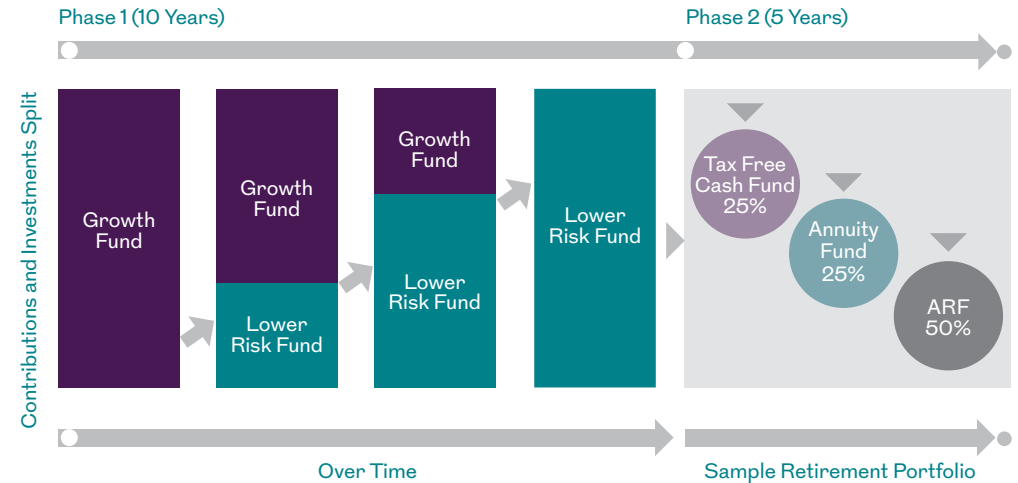 Phase 1 (10 Years)
Phase 2 (5 Years)
Contributions and Investments Split
Growth
Fund
Growth
Fund
Lower
Risk Fund
Growth
Fund
Lower
Risk Fund
Lower
Risk Fund
Tax Free
Cash Fund
25%
Annuity
Fund
25%
ARF
50%
Over Time
Sample Retirement Portfolio